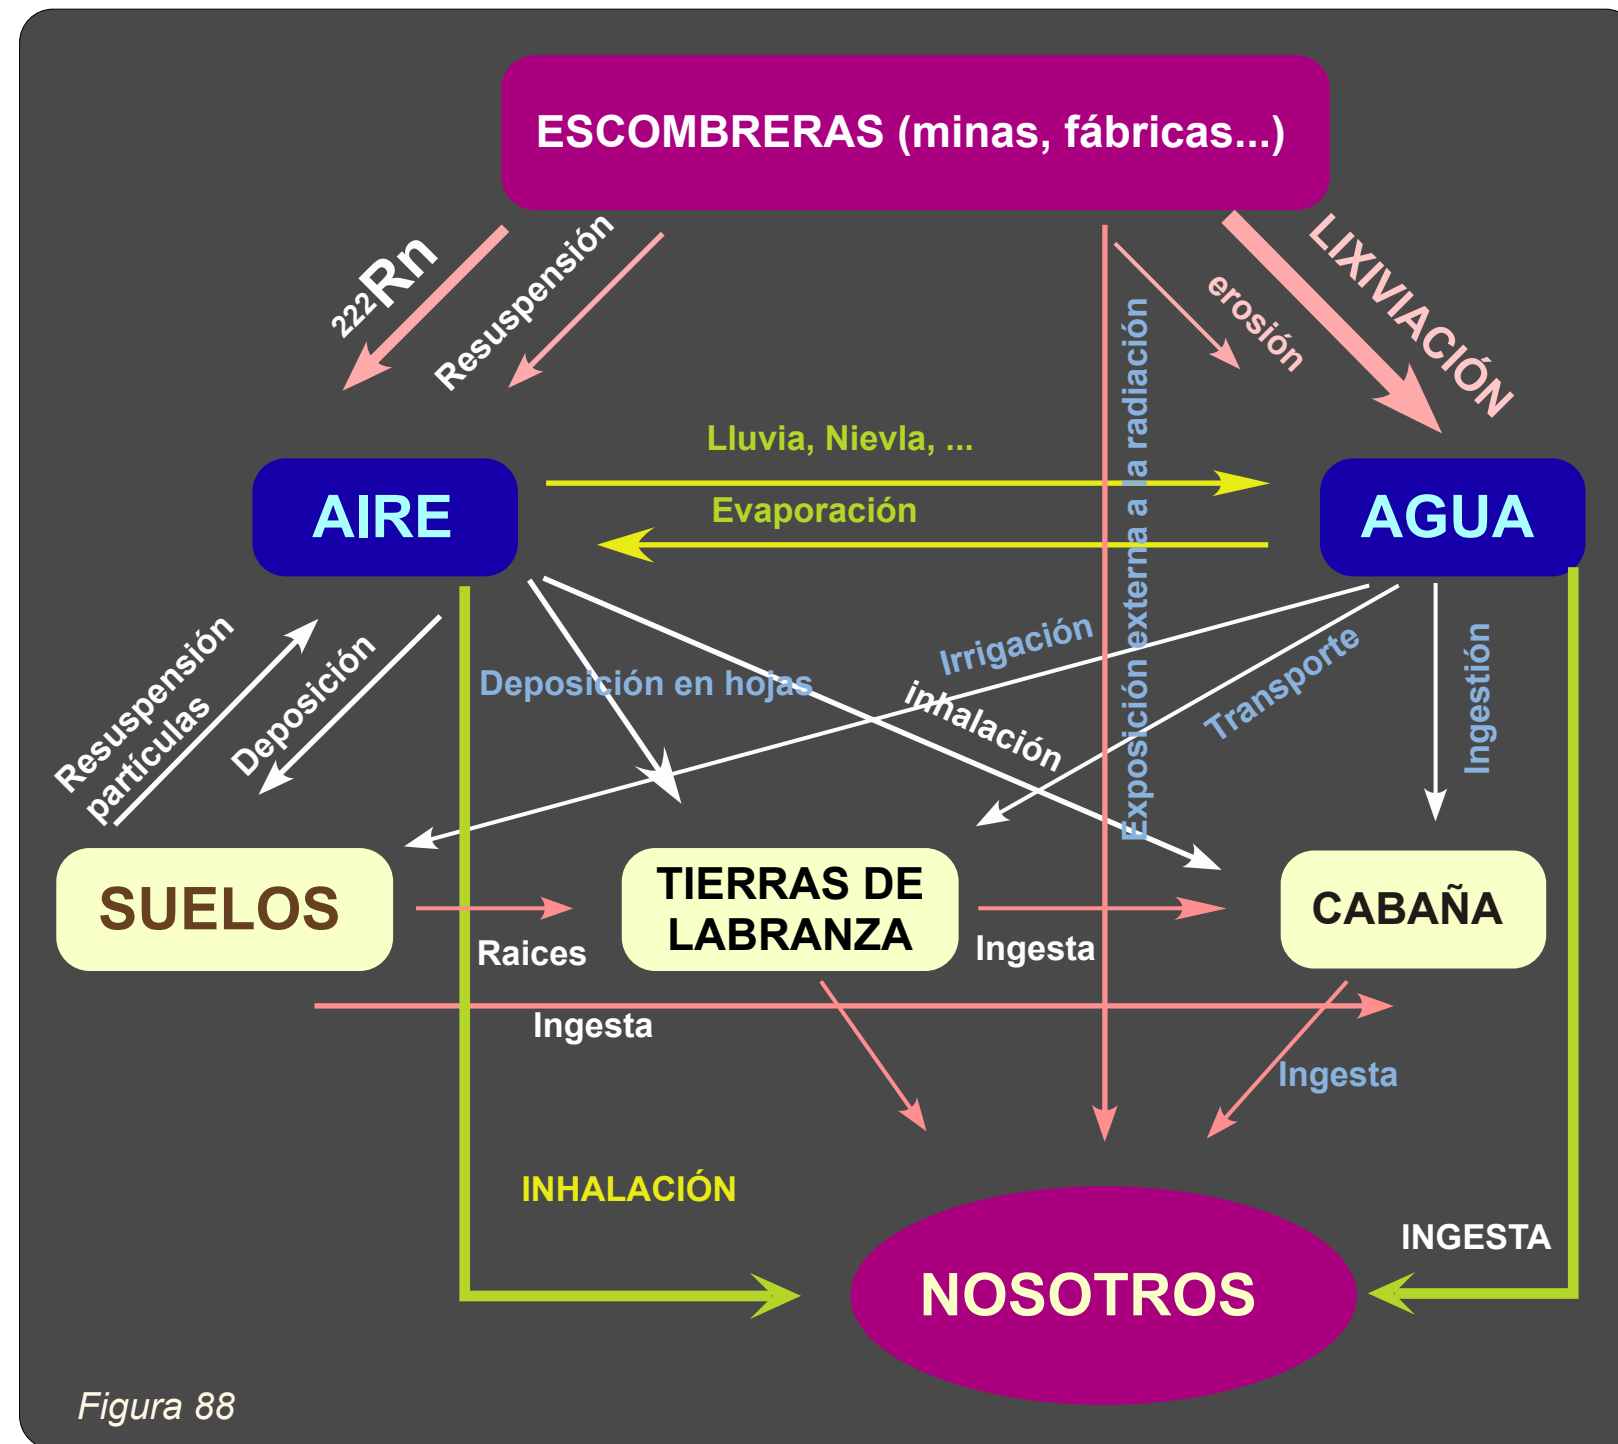 ESCOMBRERAS (minas, fábricas...)
222Rn
Resuspensión
Exposición externa a la radiación
erosión
LIXIVIACIÓN
Lluvia, Nievla, ...
Evaporación
AIRE
AGUA
Resuspensión
partículas
Deposición
Deposición en hojas
Irrigación
inhalación
Transporte
Ingestión
SUELOS
Raices
TIERRAS DE
LABRANZA
Ingesta
CABAÑA
Ingesta
Ingesta
INHALACIÓN
INGESTA
NOSOTROS
Figura 88